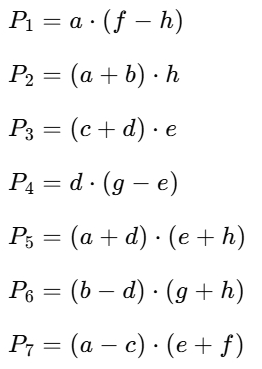 P₁ = a · (f − h)
P₂ = (a + b) · h
P₃ = (c + d) · e
P₄ = d · (g − e)
P₅ = (a + d) · (e + h)
P₆ = (b − d) · (g + h)
P₇ = (a − c) · (e + f)